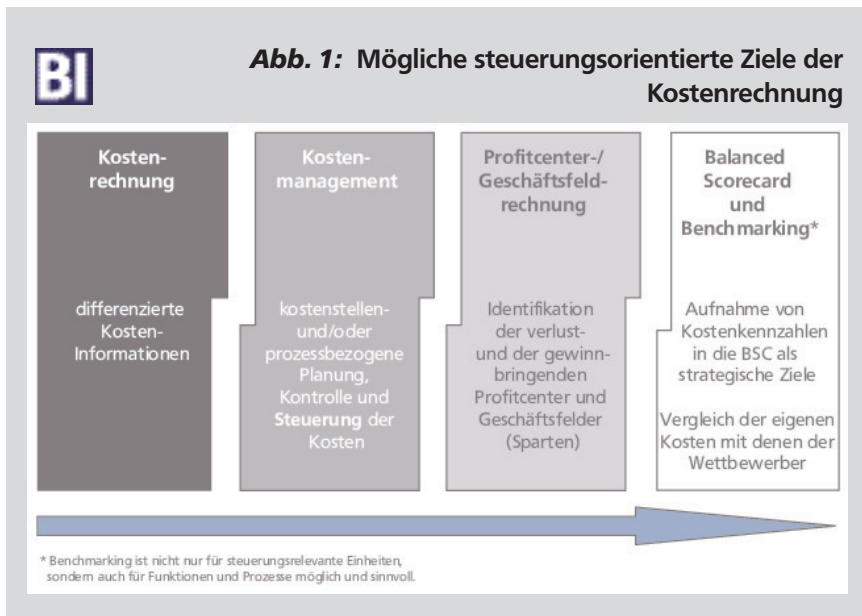 BI
Abb. 1: Mögliche steuerungsorientierte Ziele der
Kostenrechnung
Kosten-
rechnung
differenzierte
Kosten-
Informationen
Kosten-
management
kostenstellen-
und/oder
prozessbezogene
Planung,
Kontrolle und
Steuerung der
Kosten
Profitcenter-/
Geschäftsfeld-
rechnung
Identifikation
der verlust-
und der gewinn-
bringenden
Profitcenter und
Geschäftsfelder
(Sparten)
Balanced
Scorecard
und
Benchmarking*
Aufnahme von
Kostenkennzahlen
in die BSC als
strategische Ziele
Vergleich der eigenen
Kosten mit denen der
Wettbewerber
* Benchmarking ist nicht nur für steuerungsrelevante Einheiten,
sondern auch für Funktionen und Prozesse möglich und sinnvoll.